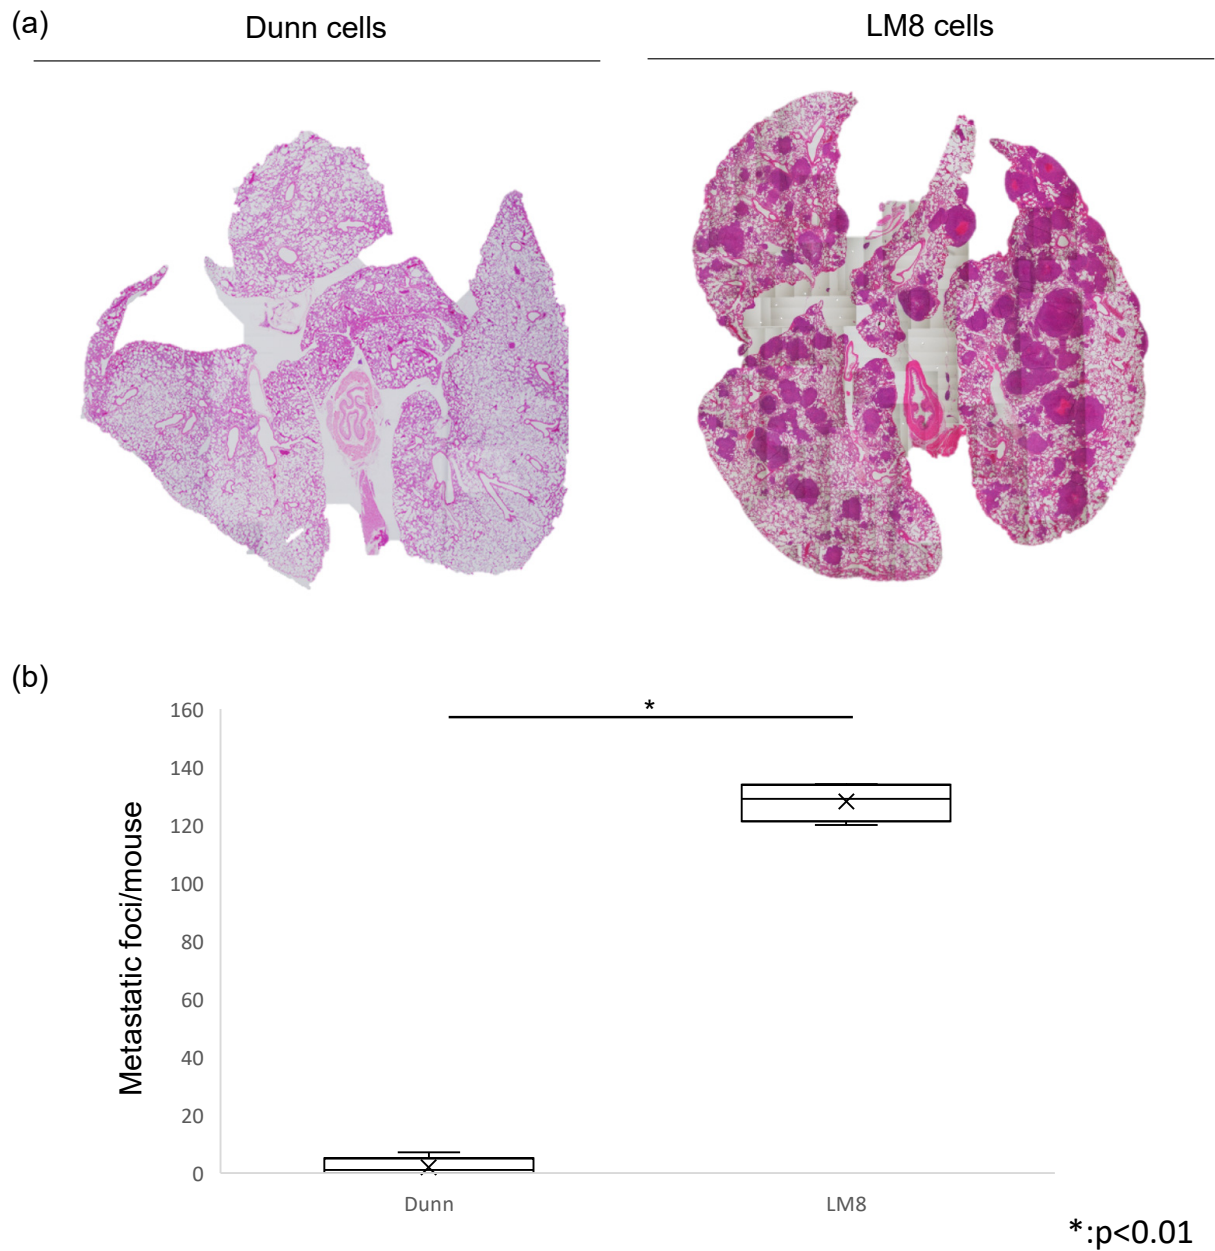 (a)
Dunn cells
LM8 cells
(b)
Metastatic foci/mouse
160
140
120
100
80
60
40
20
0
*
Dunn
LM8
*:p<0.01